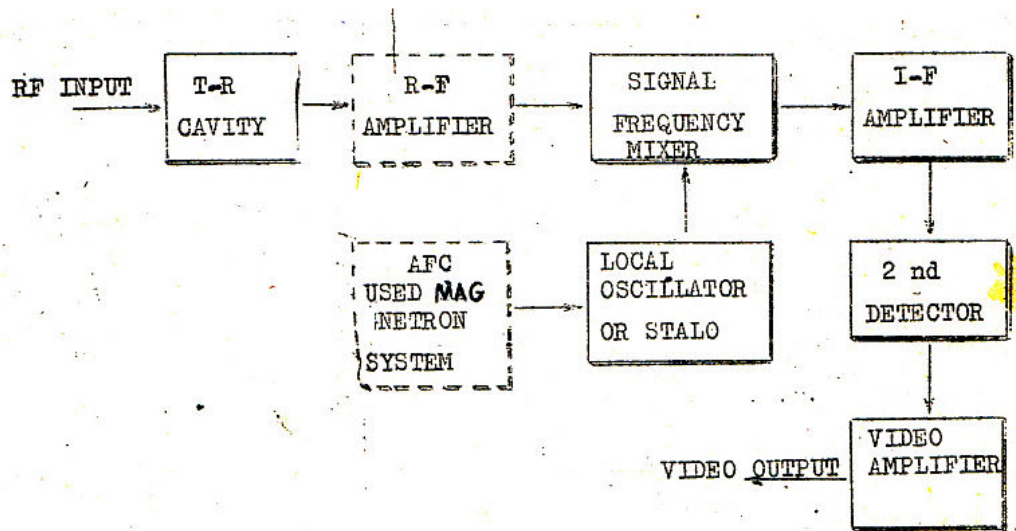 RF INPUT
T-R
CAVITY
R-F
AMPLIFIER
SIGNAL
FREQUENCY
MIXER
I-F
AMPLIFIER
AFC
USED MAG
NETRON
SYSTEM
LOCAL
OSCILLATOR
OR STALO
2 nd
DETECTOR
VIDEO
AMPLIFIER
VIDEO OUTPUT